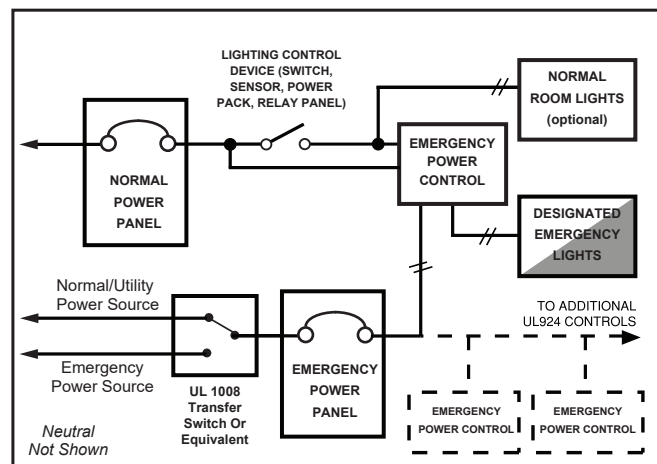 LIGHTING CONTROL
DEVICE (SWITCH,
SENSOR, POWER
PACK, RELAY PANEL)
NORMAL
ROOM LIGHTS
(optional)
EMERGENCY
POWER
CONTROL
NORMAL
POWER
PANEL
DESIGNATED
EMERGENCY
LIGHTS
Normal/Utility
Power Source
TO ADDITIONAL
UL924 CONTROLS
Emergency
Power Source
EMERGENCY
POWER
PANEL
UL 1008
Transfer
Switch Or
Equivalent
EMERGENCY
POWER CONTROL
EMERGENCY
POWER CONTROL
Neutral
Not Shown